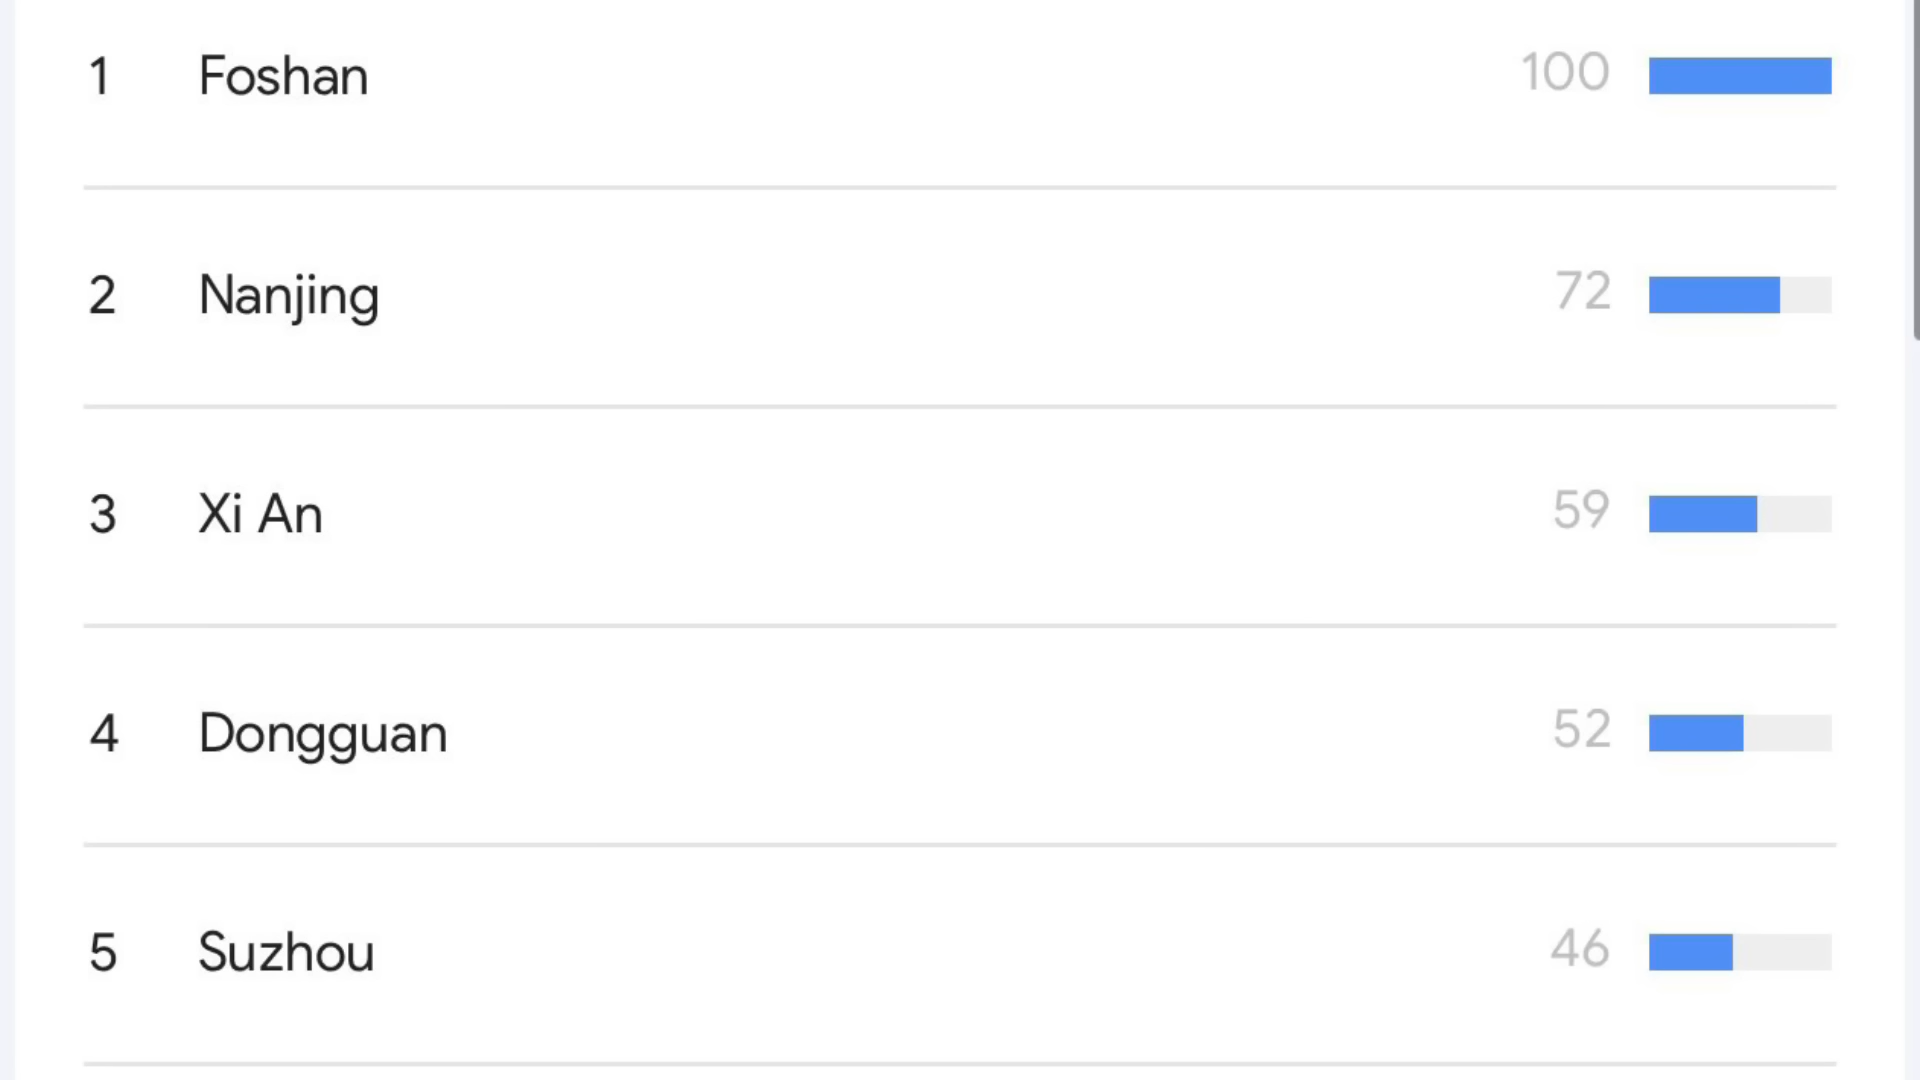 1 Foshan 100
2 Nanjing 72
3 Xi An 59
4 Dongguan 52
5 Suzhou 46